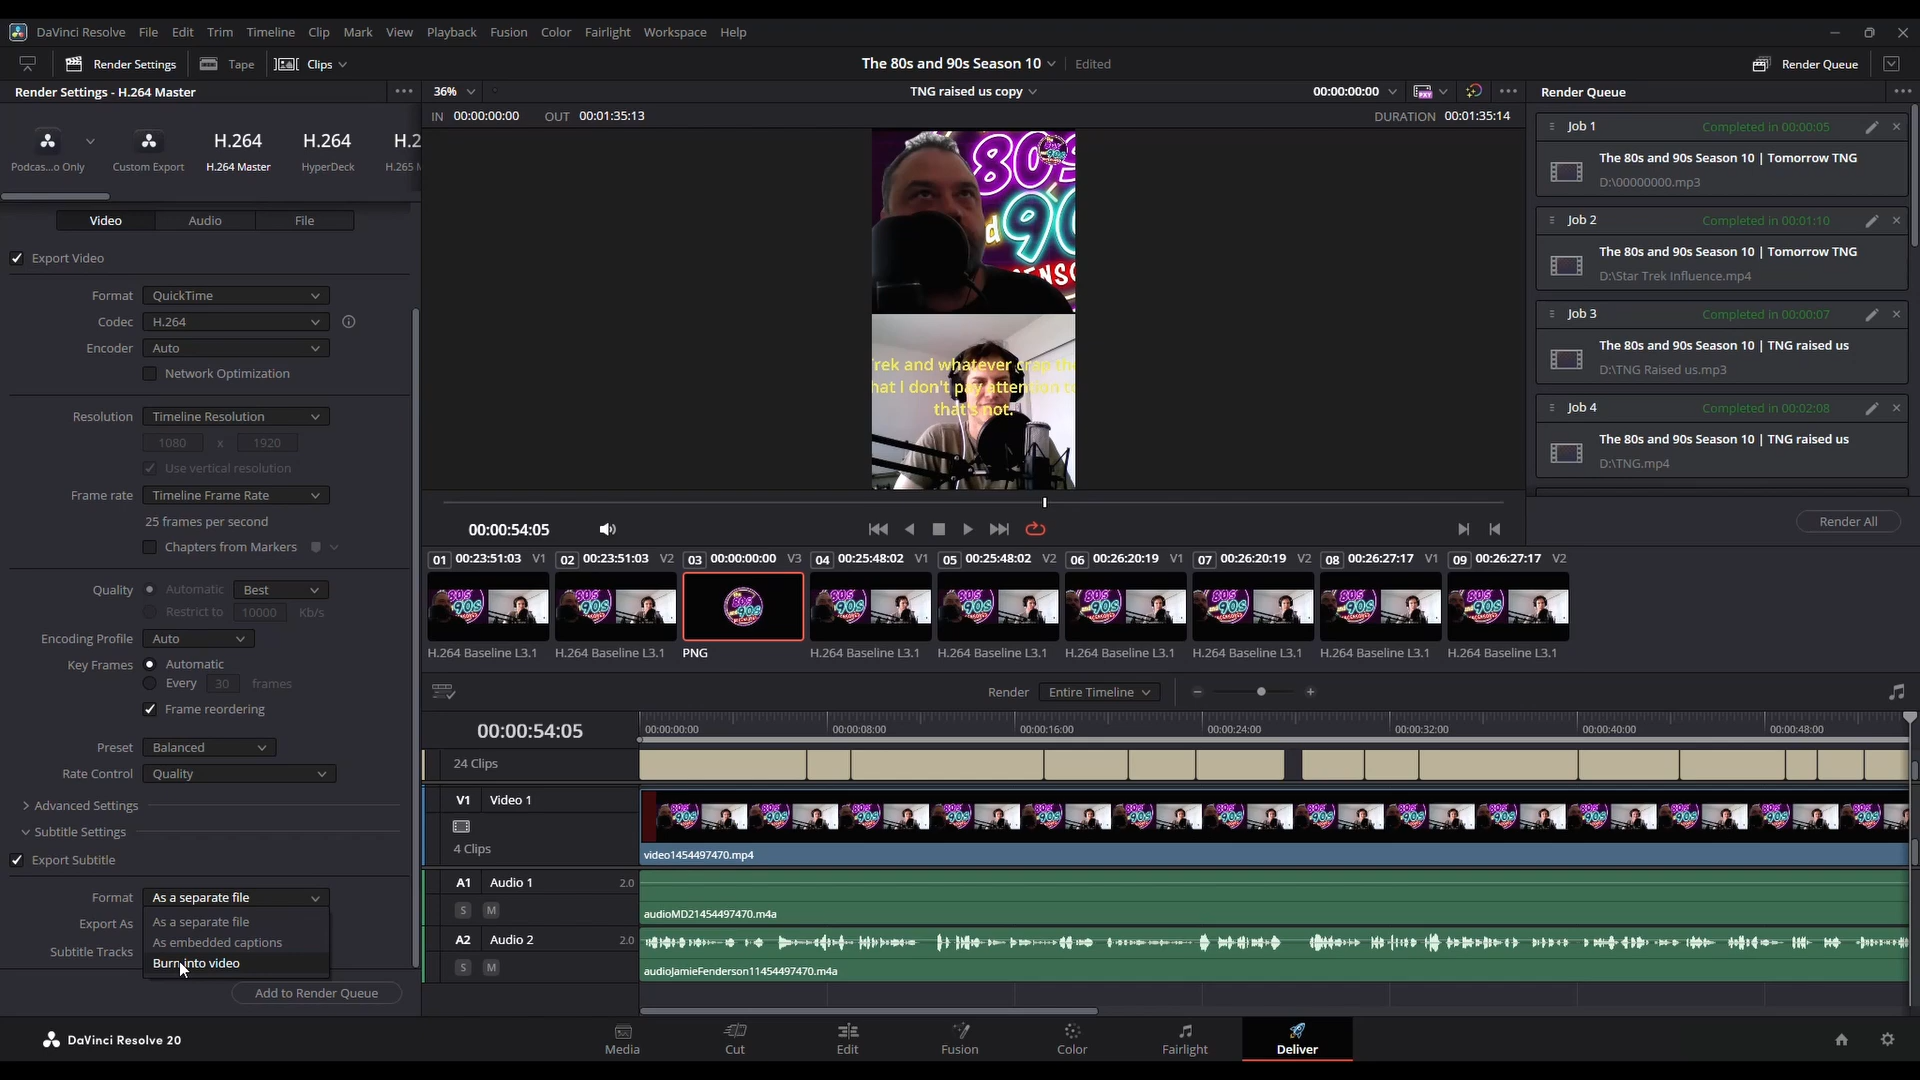 DaVinci Resolve File Edit Trim Timeline Clip Mark View Playback Fusion Color Fairlight Workspace Help
Render Settings Tape Clips The 80s and 90s Season 10 Edited Render Queue
Render Settings - H.264 Master 36% TNG raised us copy 00:00:00:00 Render Queue
IN 00:00:00:00 OUT 00:01:35:13 DURATION 00:01:35:14
H.264 HyperDeck H.2
Podcas...o Only Custom Export H.264 Master HyperDeck H.265 M
Video Audio File
Export Video
Format QuickTime
Codec H.264
Encoder Auto
Network Optimization
Resolution Timeline Resolution
1080 x 1920
Use vertical resolution
Frame rate Timeline Frame Rate
25 frames per second
Chapters from Markers
Quality Automatic Best
Restrict to 10000 Kb/s
Encoding Profile Auto
Key Frames Automatic
Every 30 frames
Frame reordering
Preset Balanced
Rate Control Quality
Advanced Settings
Subtitle Settings
Export Subtitle
Format As a separate file
Export As
Subtitle Tracks
As a separate file
As embedded captions
Burn into video
Add to Render Queue
80s
90
Trek and whatever crap the
hat I don't pay attention to
that's not.
00:00:54:05
01 00:23:51:03 V1 02 00:23:51:03 V2 03 00:00:00:00 V3 04 00:25:48:02 V1 05 00:25:48:02 V2 06 00:26:20:19 V1 07 00:26:20:19 V2 08 00:26:27:17 V1 09 00:26:27:17 V2
H.264 Baseline L3.1 H.264 Baseline L3.1 PNG H.264 Baseline L3.1 H.264 Baseline L3.1 H.264 Baseline L3.1 H.264 Baseline L3.1 H.264 Baseline L3.1 H.264 Baseline L3.1
Render Entire Timeline
00:00:54:05 00:00:00:00 00:00:08:00 00:00:16:00 00:00:24:00 00:00:32:00 00:00:40:00 00:00:48:00
24 Clips
V1 Video 1
4 Clips
video1454497470.mp4
A1 Audio 1 2.0
S M
audioMD21454497470.m4a
A2 Audio 2 2.0
S M
audioJamieFenderson11454497470.m4a
Job 1 Completed in 00:00:05
The 80s and 90s Season 10 | Tomorrow TNG
D:\00000000.mp3
Job 2 Completed in 00:01:10
The 80s and 90s Season 10 | Tomorrow TNG
D:\Star Trek Influence.mp4
Job 3 Completed in 00:00:07
The 80s and 90s Season 10 | TNG raised us
D:\TNG Raised us.mp3
Job 4 Completed in 00:02:08
The 80s and 90s Season 10 | TNG raised us
D:\TNG.mp4
Render All
DaVinci Resolve 20 Media Cut Edit Fusion Color Fairlight Deliver